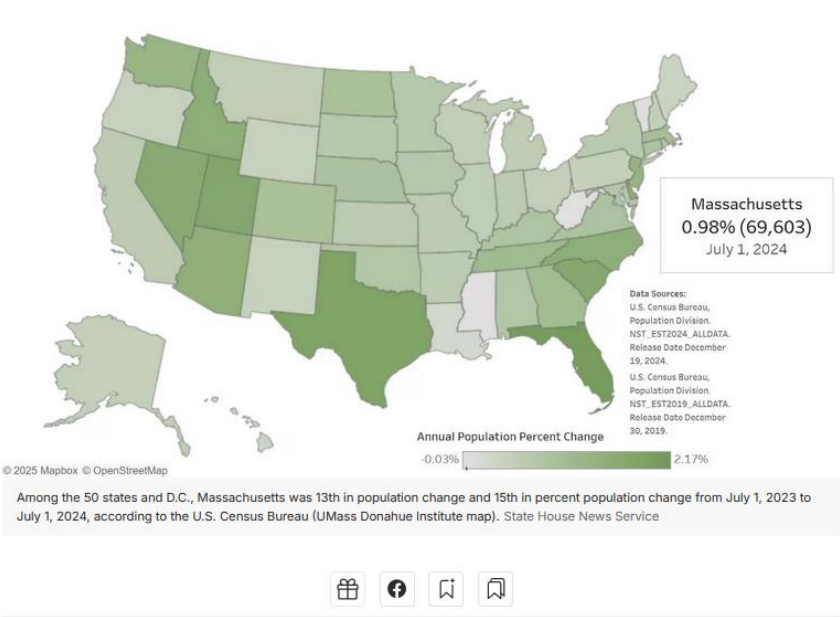 Massachusetts
0.98% (69,603)
July 1, 2024
Data Sources:
U.S. Census Bureau,
Population Division.
NST_EST2024_ALLDATA.
Release Date December
19, 2024.
U.S. Census Bureau,
Population Division.
NST_EST2019_ALLDATA.
Release Date December
30, 2019.
Annual Population Percent Change
-0.03%
2.17%
© 2025 Mapbox © OpenStreetMap
Among the 50 states and D.C., Massachusetts was 13th in population change and 15th in percent population change from July 1, 2023 to
July 1, 2024, according to the U.S. Census Bureau (UMass Donahue Institute map). State House News Service